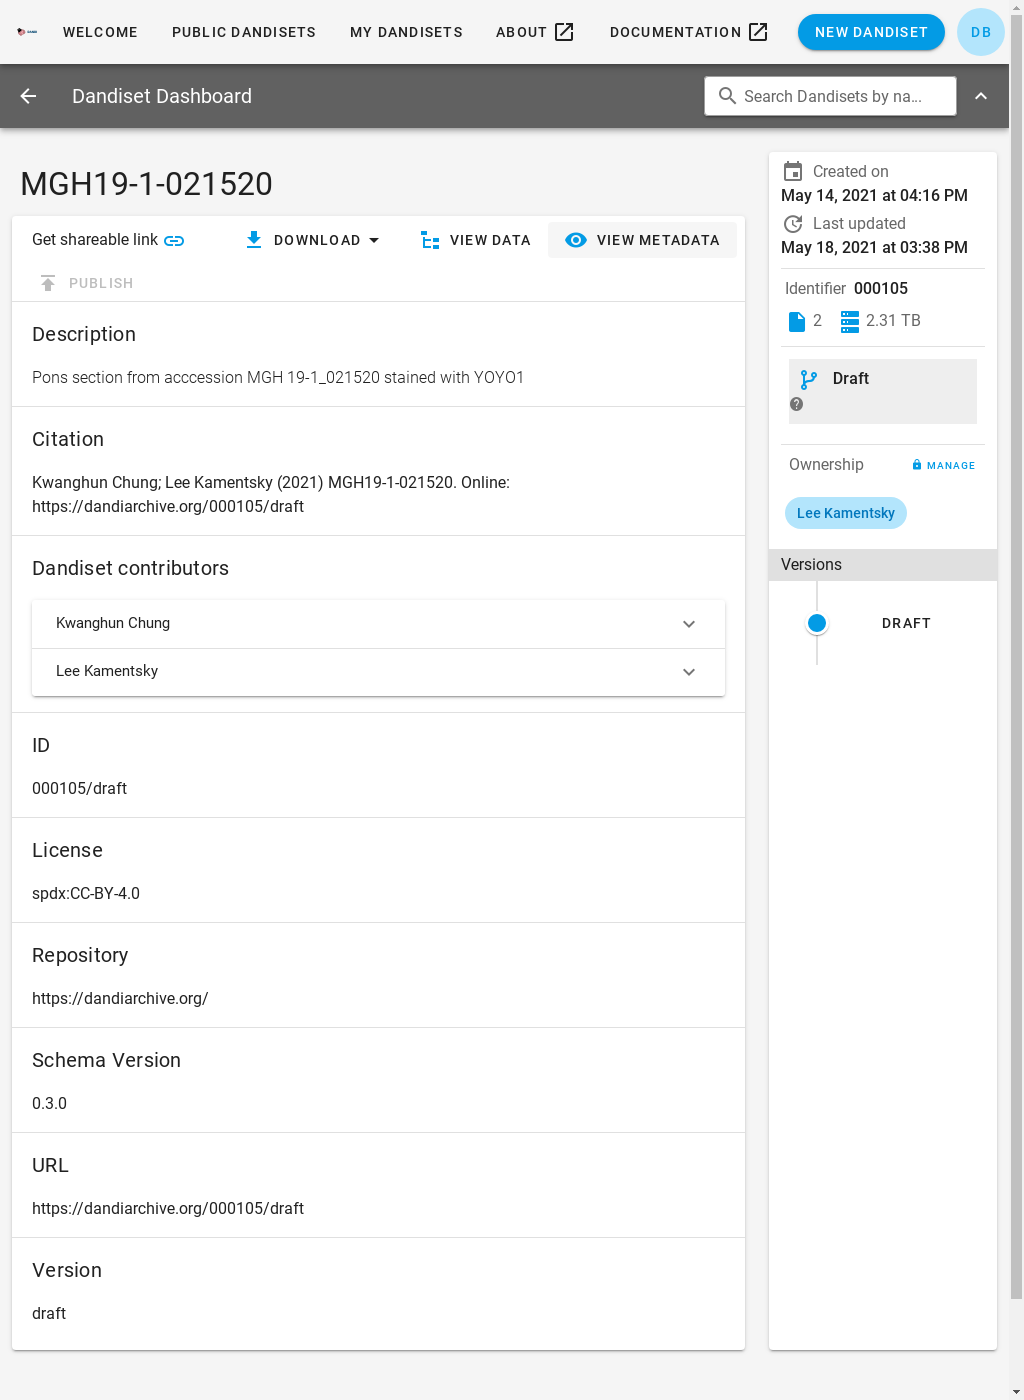 WELCOME PUBLIC DANDISETS MY DANDISETS ABOUT DOCUMENTATION NEW DANDISET DB
Dandiset Dashboard Search Dandisets by na...
MGH19-1-021520
Get shareable link DOWNLOAD VIEW DATA VIEW METADATA
PUBLISH
Description
Pons section from acccession MGH 19-1_021520 stained with YOYO1
Citation
Kwanghun Chung; Lee Kamentsky (2021) MGH19-1-021520. Online:
https://dandiarchive.org/000105/draft
Dandiset contributors
Kwanghun Chung
Lee Kamentsky
ID
000105/draft
License
spdx:CC-BY-4.0
Repository
https://dandiarchive.org/
Schema Version
0.3.0
URL
https://dandiarchive.org/000105/draft
Version
draft
Created on
May 14, 2021 at 04:16 PM
Last updated
May 18, 2021 at 03:38 PM
Identifier 000105
2 2.31 TB
Draft
Ownership MANAGE
Lee Kamentsky
Versions
DRAFT